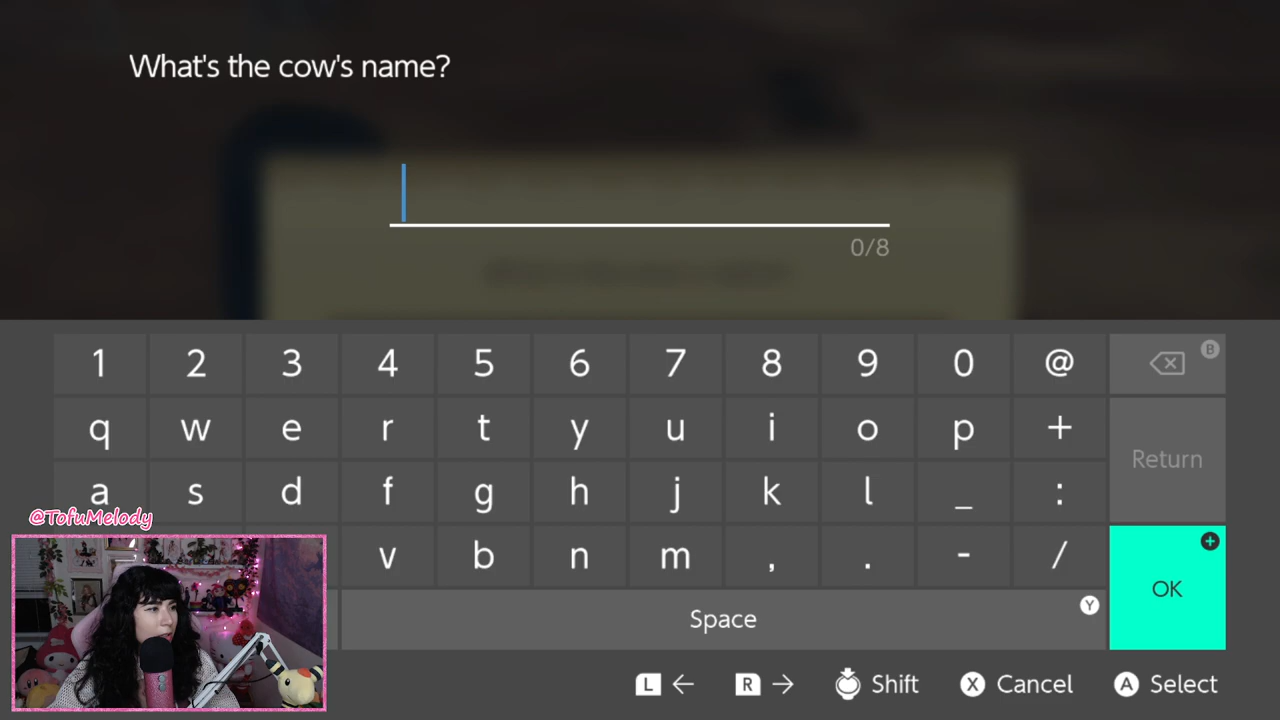 What's the cow's name?
0/8
1 2 3 4 5 6 7 8 9 0 @ B
q w e r t y u i o p +
Return
a s d f g h j k l _ :
@TofuMelody
v b n m , . - / +
OK
Space Y
L ← R → Shift X Cancel A Select